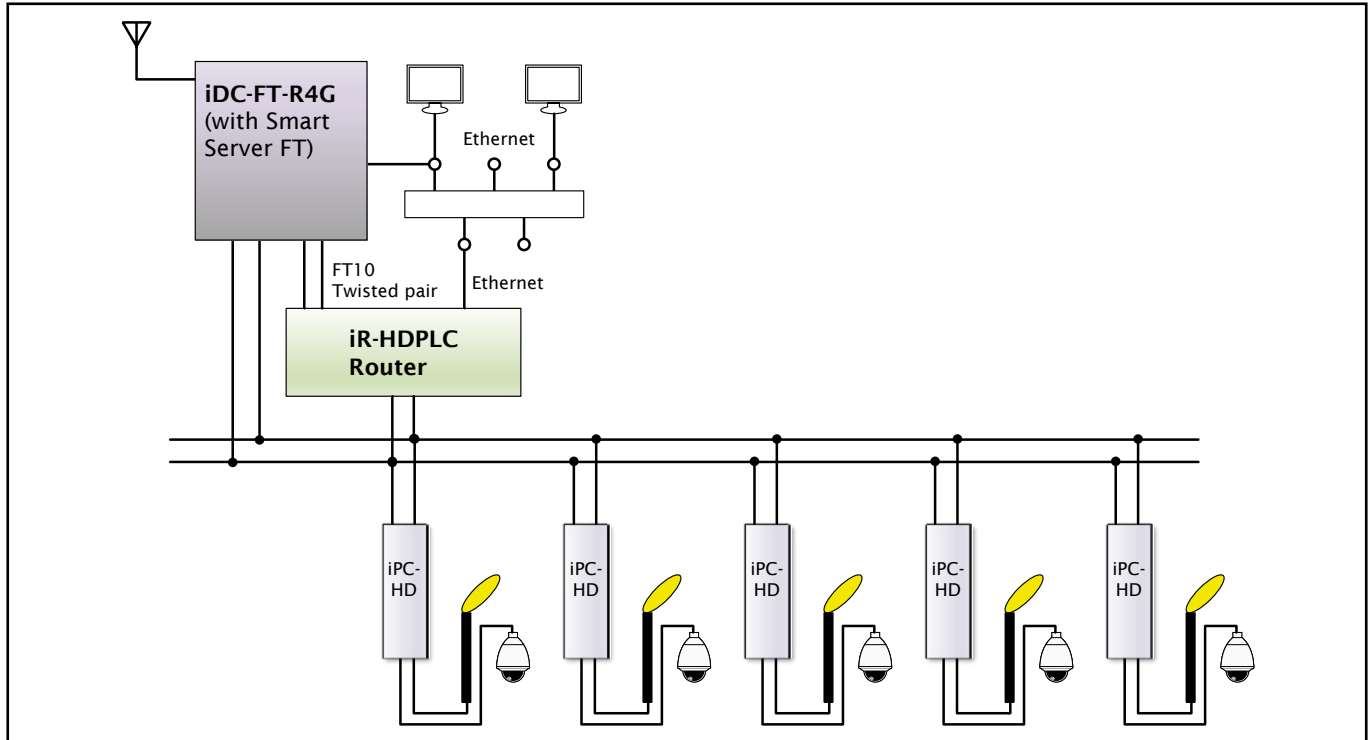 iDC-FT-R4G
(with Smart
Server FT)
Ethernet
FT10
Twisted pair
Ethernet
iR-HDPLC
Router
iPC-
HD
iPC-
HD
iPC-
HD
iPC-
HD
iPC-
HD